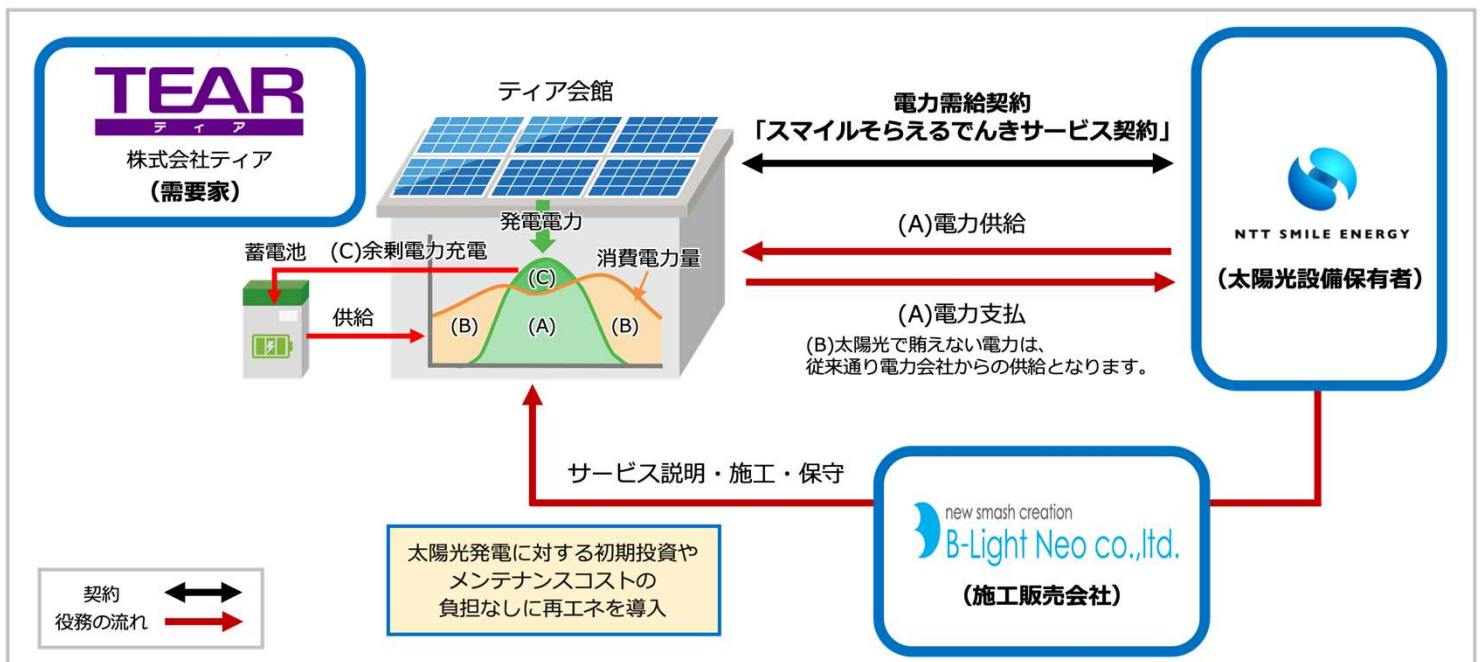 TEAR
ティア
株式会社ティア
（需要家）
ティア会館
発電電力
消費電力量
(C)
(B)
(A)
(B)
蓄電池
(C)余剰電力充電
供給
電力需給契約
「スマイルそらえるでんきサービス契約」
(A)電力供給
(A)電力支払
(B)太陽光で賄えない電力は、
従来通り電力会社からの供給となります。
NTT SMILE ENERGY
（太陽光設備保有者）
サービス説明・施工・保守
new smash creation
B-Light Neo co.,ltd.
（施工販売会社）
太陽光発電に対する初期投資や
メンテナンスコストの
負担なしに再エネを導入
契約
役務の流れ